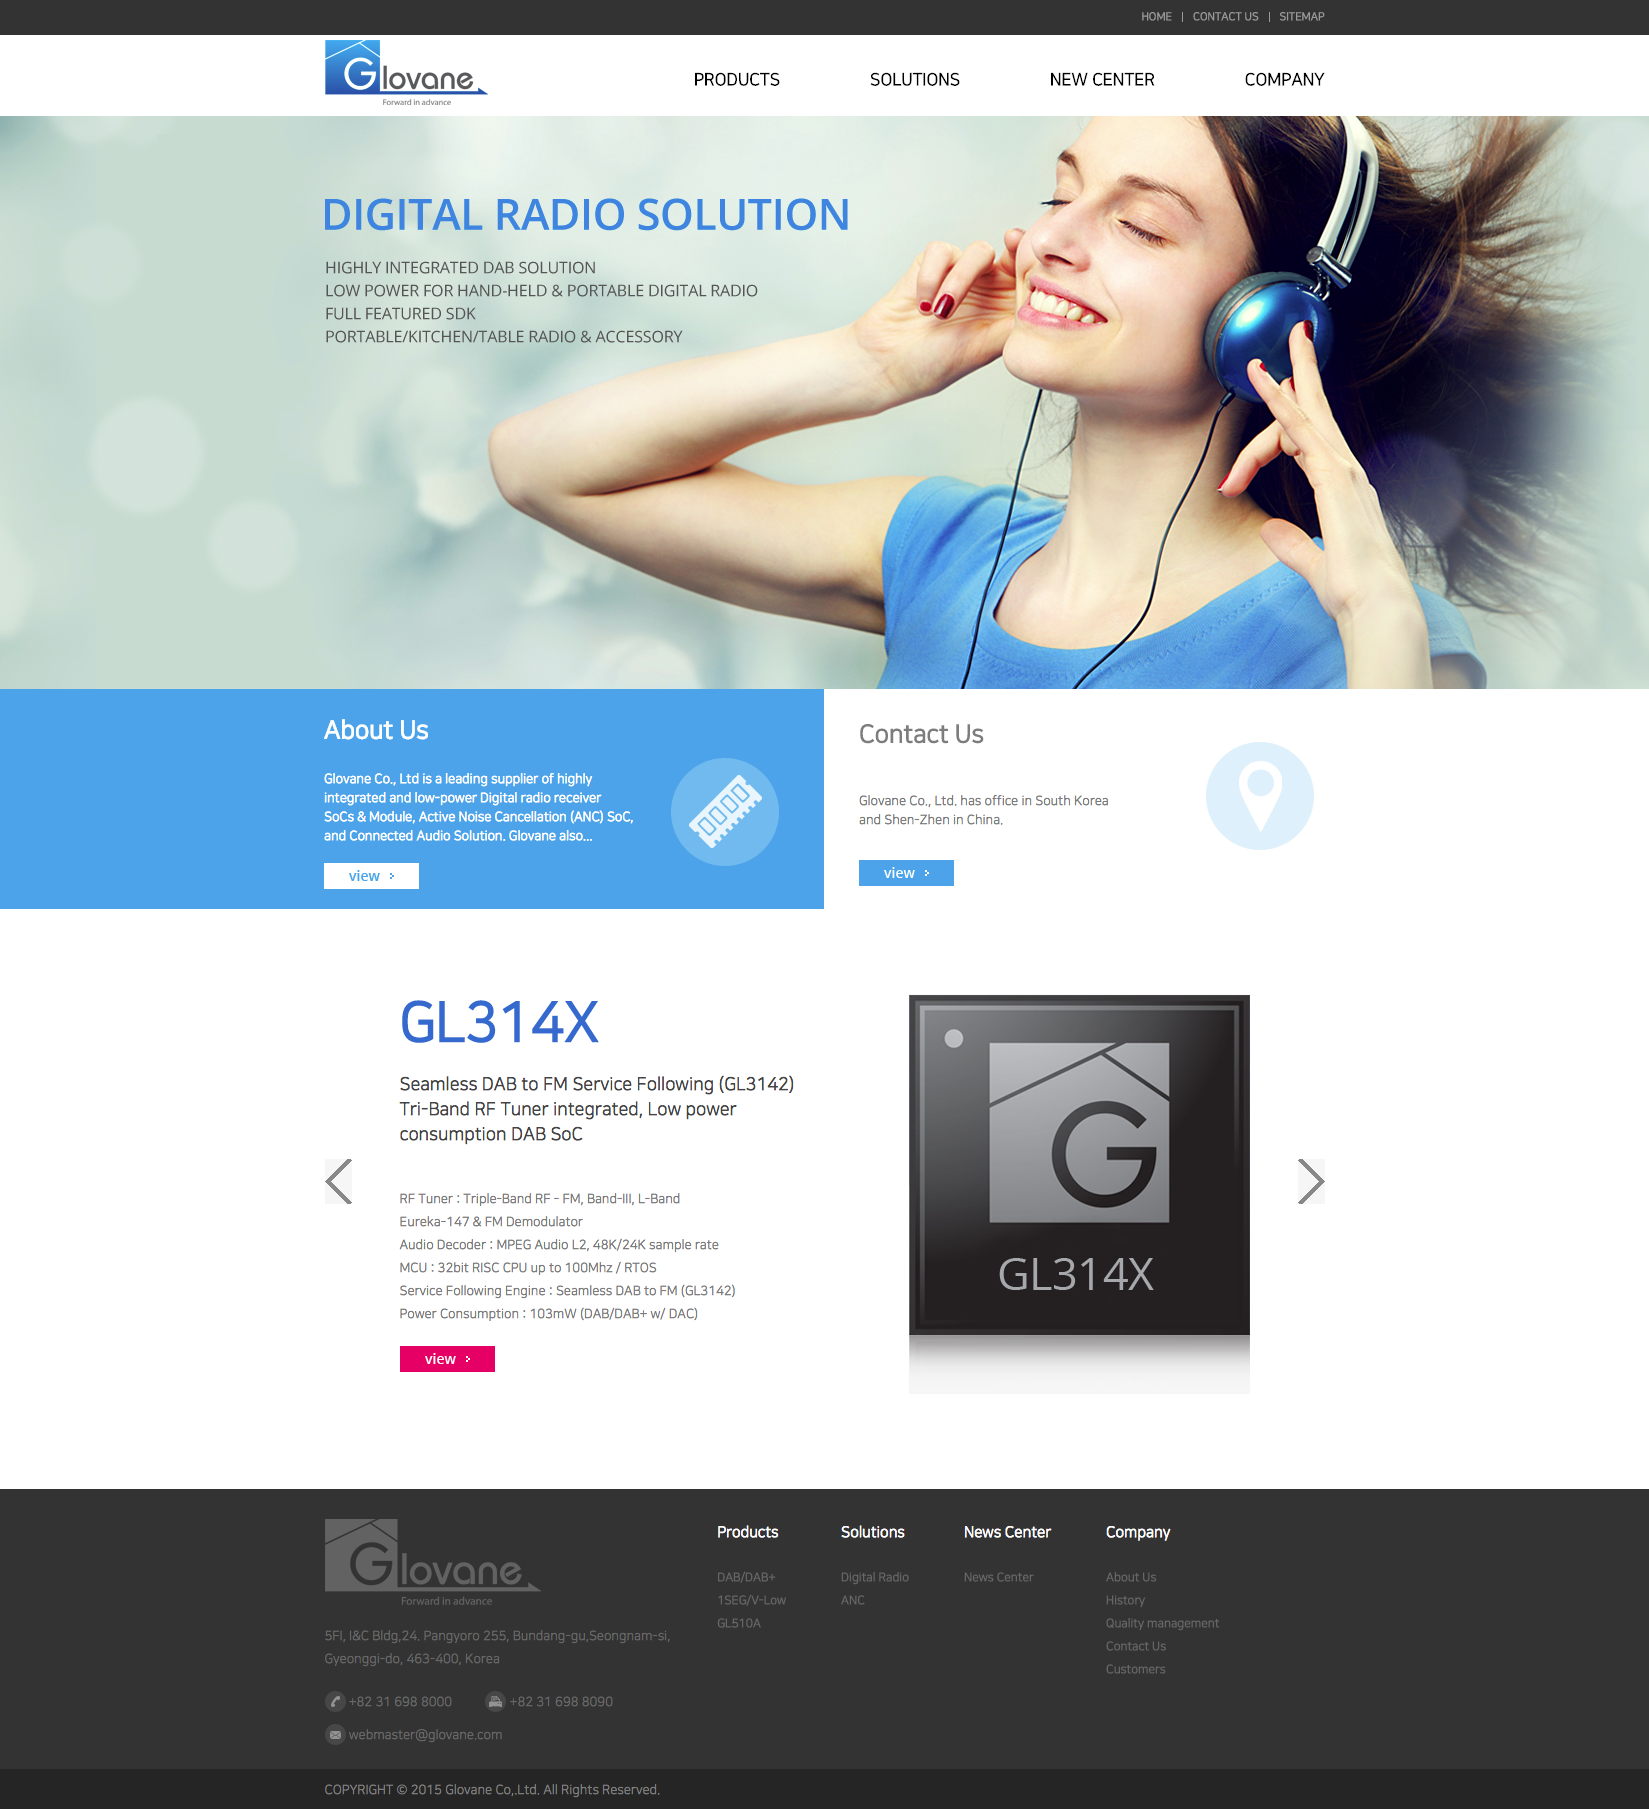 HOME | CONTACT US | SITEMAP
Glovane
Forward in advance
PRODUCTS SOLUTIONS NEW CENTER COMPANY
DIGITAL RADIO SOLUTION
HIGHLY INTEGRATED DAB SOLUTION
LOW POWER FOR HAND-HELD & PORTABLE DIGITAL RADIO
FULL FEATURED SDK
PORTABLE/KITCHEN/TABLE RADIO & ACCESSORY
About Us
Glovane Co., Ltd is a leading supplier of highly
integrated and low-power Digital radio receiver
SoCs & Module, Active Noise Cancellation (ANC) SoC,
and Connected Audio Solution. Glovane also...
view
Contact Us
Glovane Co., Ltd. has office in South Korea
and Shen-Zhen in China.
view
GL314X
Seamless DAB to FM Service Following (GL3142)
Tri-Band RF Tuner integrated, Low power
consumption DAB SoC
RF Tuner : Triple-Band RF - FM, Band-III, L-Band
Eureka-147 & FM Demodulator
Audio Decoder : MPEG Audio L2, 48K/24K sample rate
MCU : 32bit RISC CPU up to 100Mhz / RTOS
Service Following Engine : Seamless DAB to FM (GL3142)
Power Consumption : 103mW (DAB/DAB+ w/ DAC)
view
G
GL314X
Glovane
Forward in advance
5Fl, I&C Bldg,24. Pangyoro 255, Bundang-gu,Seongnam-si,
Gyeonggi-do, 463-400, Korea
+82 31 698 8000 +82 31 698 8090
webmaster@glovane.com
Products
DAB/DAB+
1SEG/V-Low
GL510A
Solutions
Digital Radio
ANC
News Center
News Center
Company
About Us
History
Quality management
Contact Us
Customers
COPYRIGHT © 2015 Glovane Co,.Ltd. All Rights Reserved.